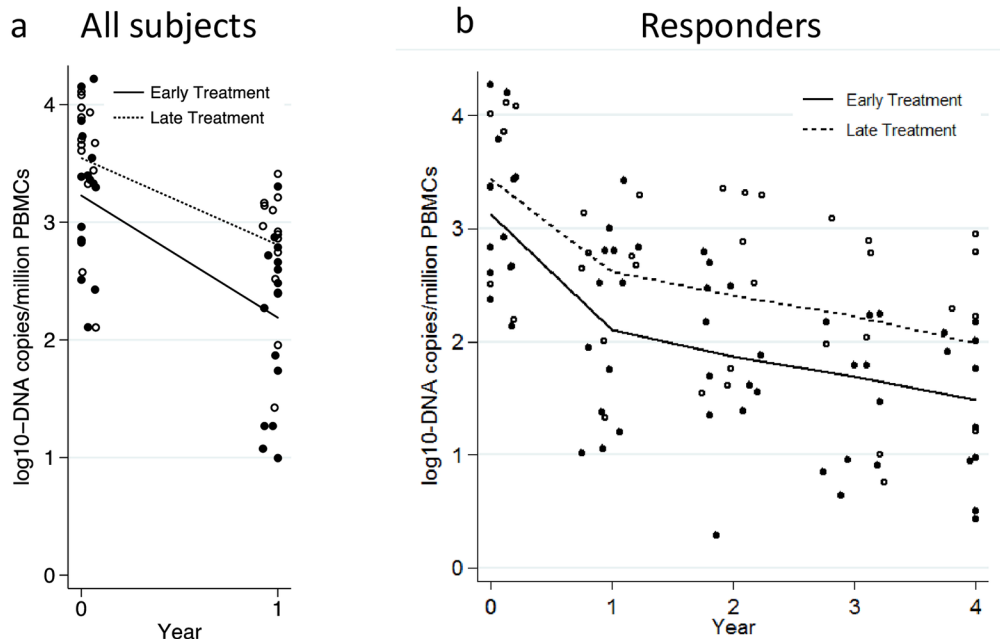 a All subjects
Early Treatment
Late Treatment
log10−DNA copies/million PBMCs
4
3
2
1
0
0 1
Year
b Responders
Early Treatment
Late Treatment
log10-DNA copies/million PBMCs
4
3
2
1
0
0 1 2 3 4
Year